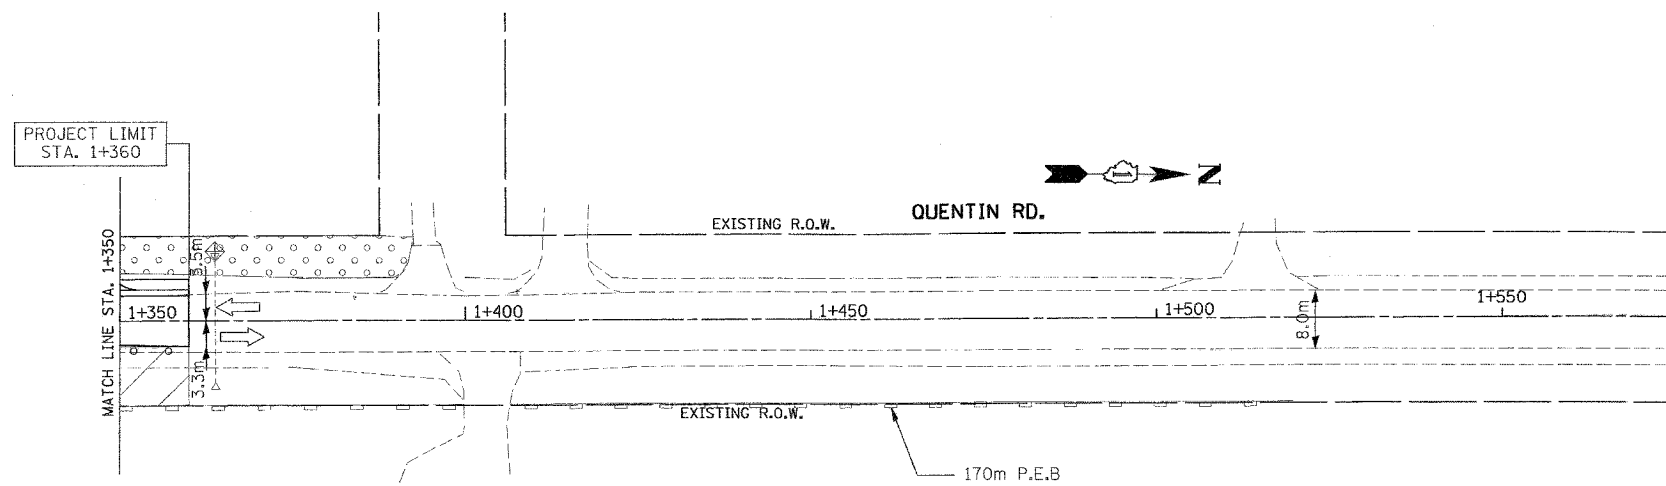 PROJECT LIMIT
STA. 1+360
MATCH LINE STA. 1+350
N
QUENTIN RD.
EXISTING R.O.W.
3.5m
1+350
1+400
1+450
1+500
1+550
8.0m
3.3m
EXISTING R.O.W.
170m P.E.B